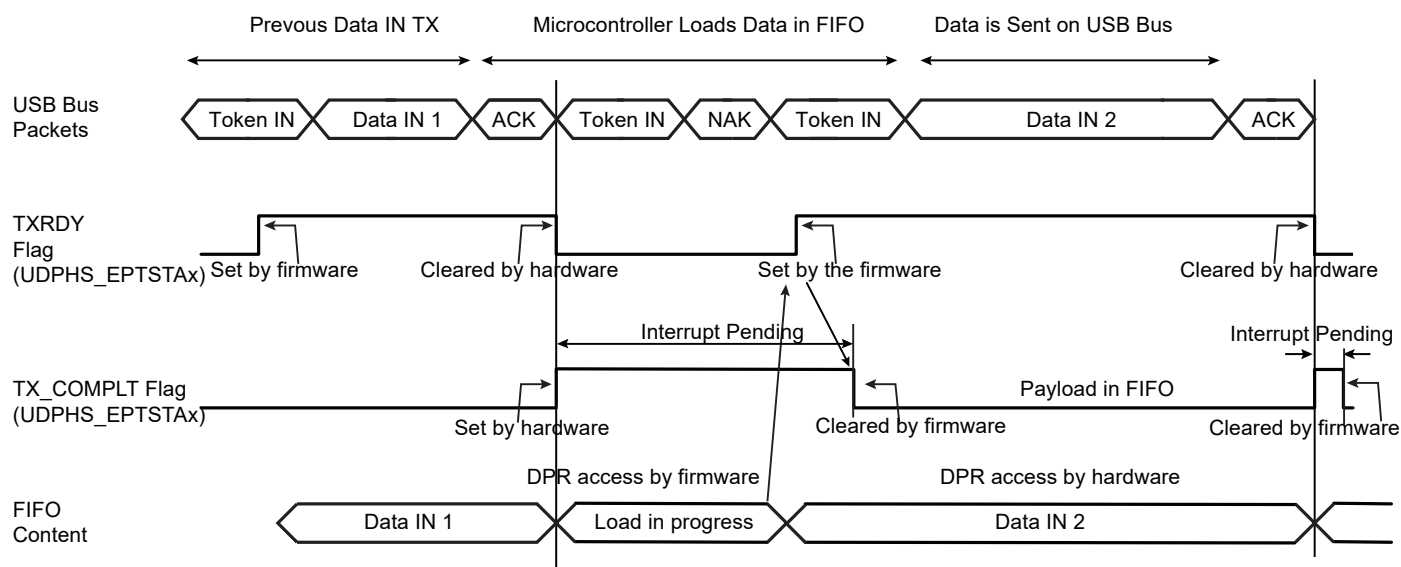 Prevous Data IN TX
Microcontroller Loads Data in FIFO
Data is Sent on USB Bus
USB Bus
Packets
Token IN
Data IN 1
ACK
Token IN
NAK
Token IN
Data IN 2
ACK
TXRDY
Flag
(UDPHS_EPTSTAx)
Set by firmware
Cleared by hardware
Set by the firmware
Cleared by hardware
Interrupt Pending
Interrupt Pending
TX_COMPLT Flag
(UDPHS_EPTSTAx)
Payload in FIFO
Set by hardware
Cleared by firmware
Cleared by firmware
DPR access by firmware
DPR access by hardware
FIFO
Content
Data IN 1
Load in progress
Data IN 2